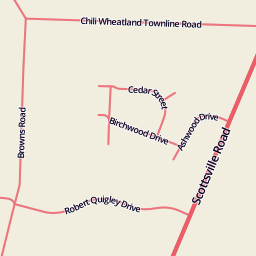 Chili Wheatland Townline Road
Cedar Street
Birchwood Drive
Ashwood Drive
Browns Road
Scottsville Road
Robert Quigley Drive